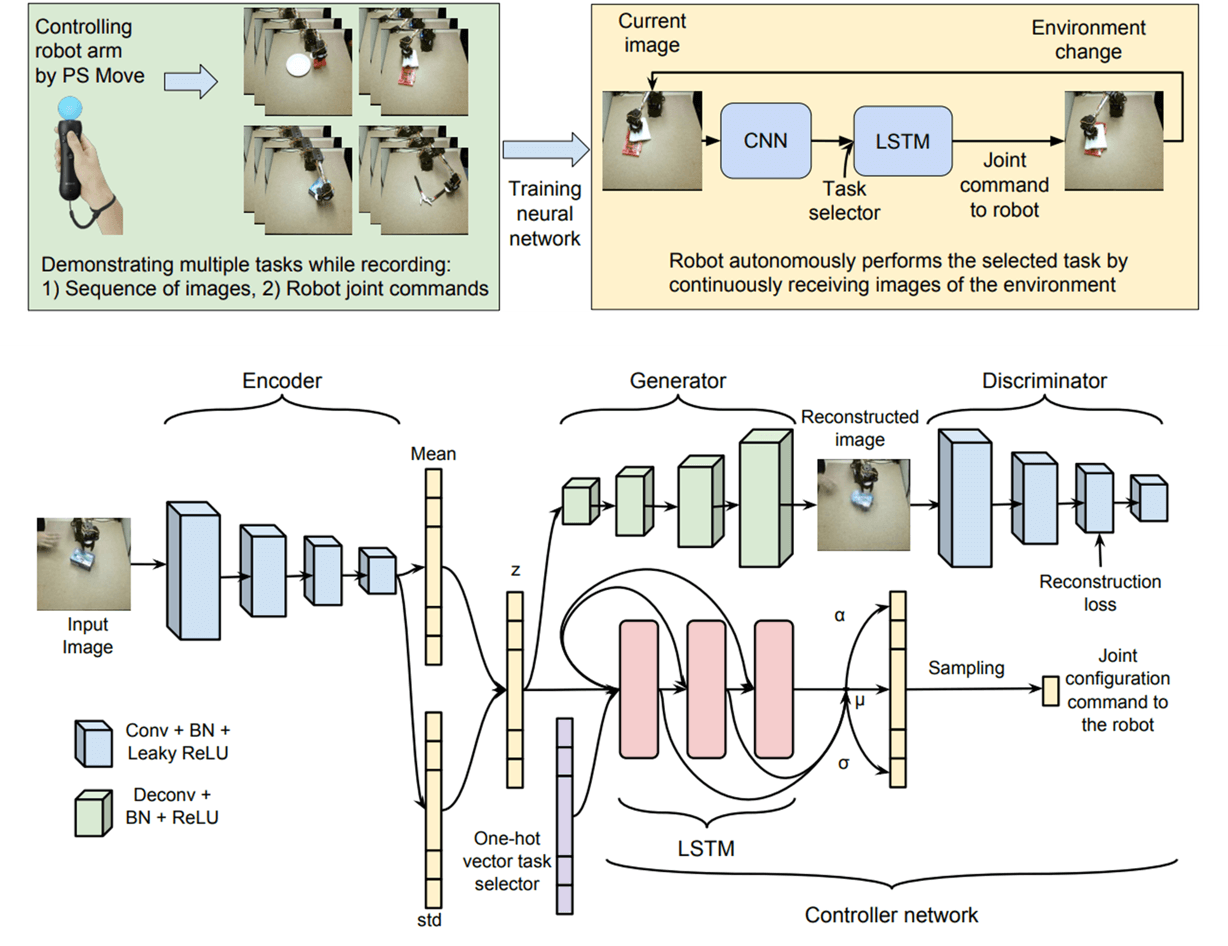 Controlling
robot arm
by PS Move
Demonstrating multiple tasks while recording:
1) Sequence of images, 2) Robot joint commands
Training
neural
network
Current
image
Environment
change
CNN
LSTM
Task
selector
Joint
command
to robot
Robot autonomously performs the selected task by
continuously receiving images of the environment
Encoder
Generator
Discriminator
Mean
Reconstructed
image
z
Input
Image
Reconstruction
loss
α
μ
σ
Sampling
Joint
configuration
command to
the robot
Conv + BN +
Leaky ReLU
Deconv +
BN + ReLU
One-hot
vector task
selector
std
LSTM
Controller network